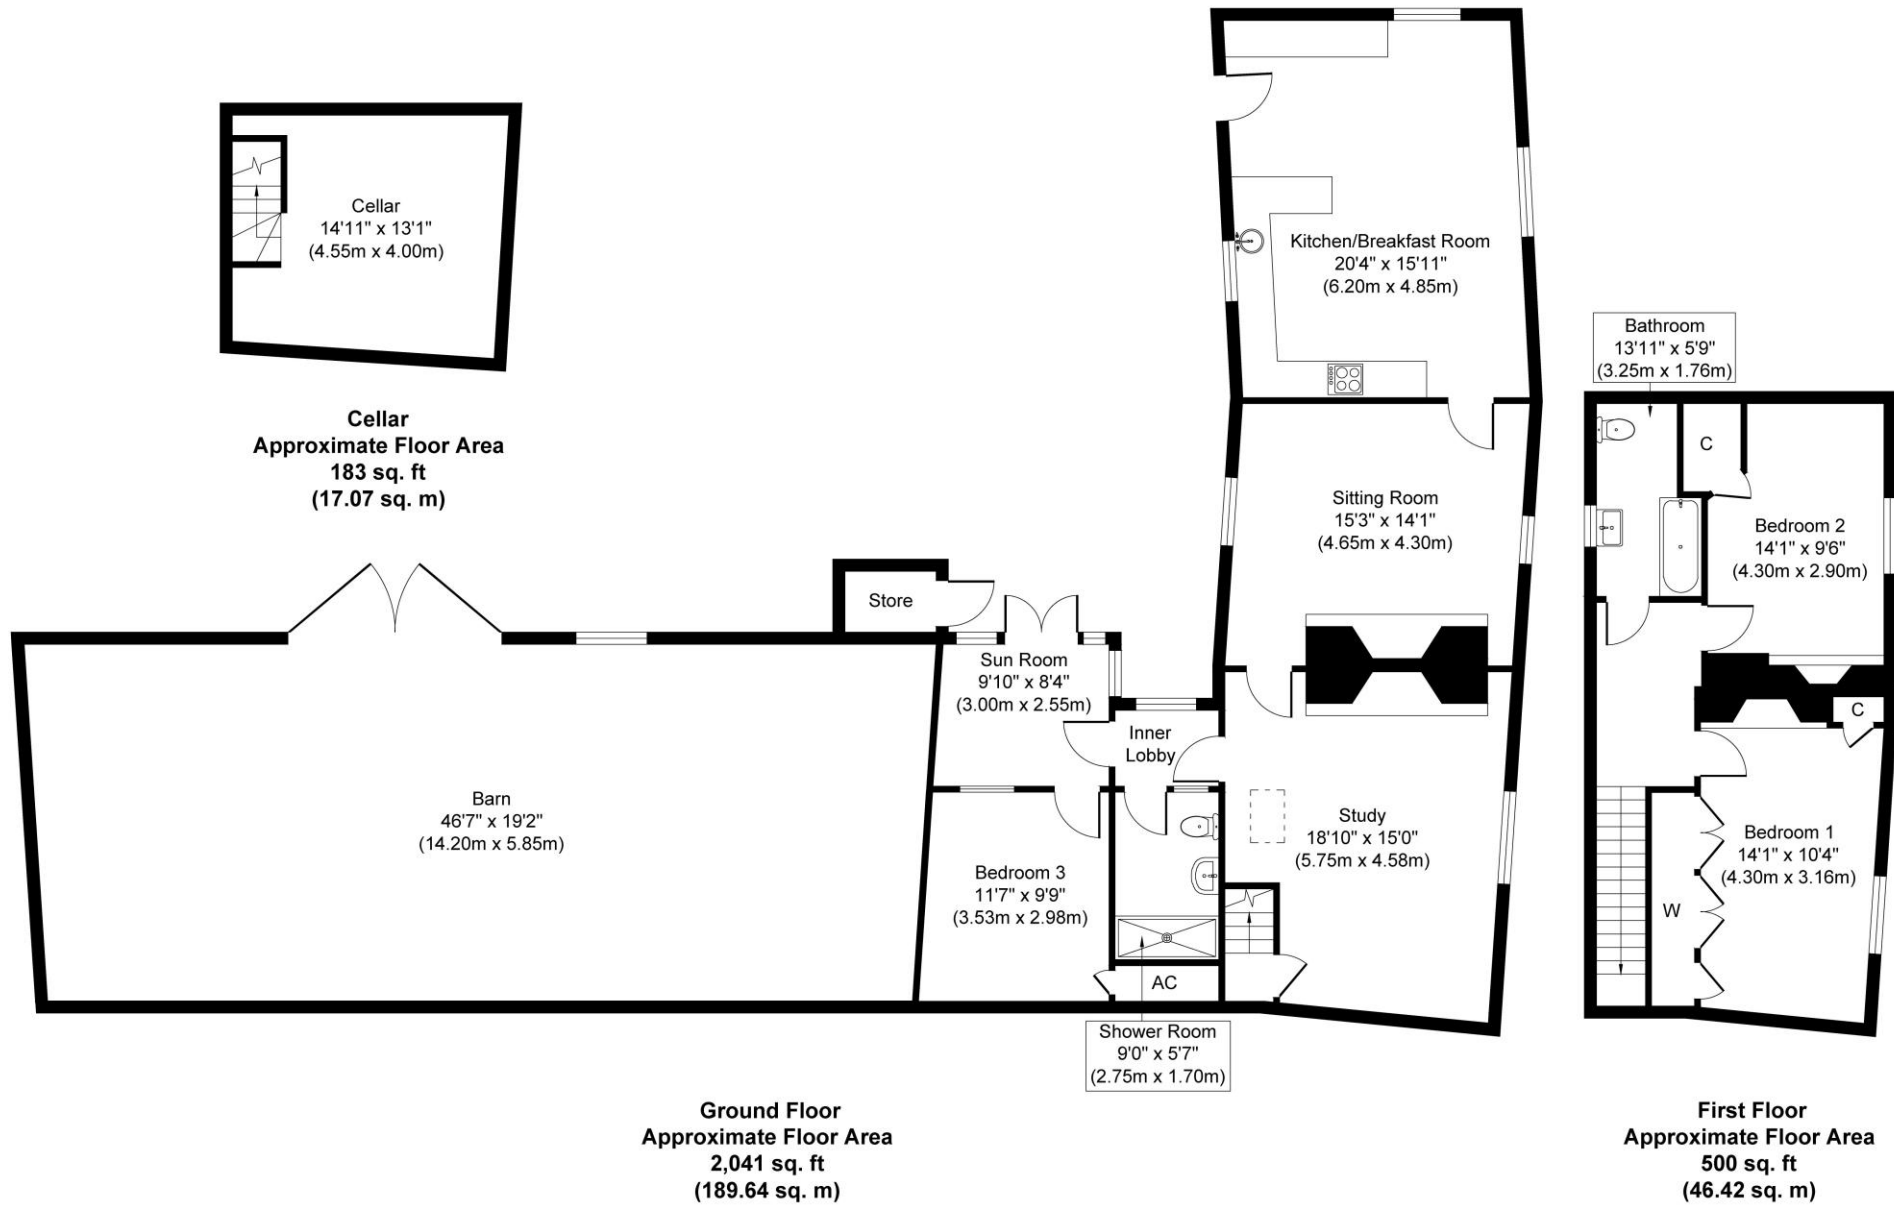 Cellar
14'11" x 13'1"
(4.55m x 4.00m)
Cellar
Approximate Floor Area
183 sq. ft
(17.07 sq. m)
Kitchen/Breakfast Room
20'4" x 15'11"
(6.20m x 4.85m)
Sitting Room
15'3" x 14'1"
(4.65m x 4.30m)
Store
Sun Room
9'10" x 8'4"
(3.00m x 2.55m)
Inner
Lobby
Barn
46'7" x 19'2"
(14.20m x 5.85m)
Bedroom 3
11'7" x 9'9"
(3.53m x 2.98m)
Study
18'10" x 15'0"
(5.75m x 4.58m)
AC
Shower Room
9'0" x 5'7"
(2.75m x 1.70m)
Ground Floor
Approximate Floor Area
2,041 sq. ft
(189.64 sq. m)
Bathroom
13'11" x 5'9"
(3.25m x 1.76m)
C
Bedroom 2
14'1" x 9'6"
(4.30m x 2.90m)
C
Bedroom 1
14'1" x 10'4"
(4.30m x 3.16m)
W
First Floor
Approximate Floor Area
500 sq. ft
(46.42 sq. m)